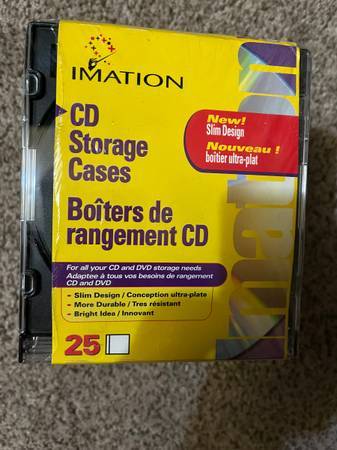 IMATION
CD
Storage
Cases
New!
Slim Design
Nouveau !
boîtier ultra-plat
Boîters de
rangement CD
For all your CD and DVD storage needs
Adaptee à tous vos besoins de rangement
CD and DVD
- Slim Design / Conception ultra-plate
- More Durable / Tres résistant
- Bright Idea / Innovant
25
imation